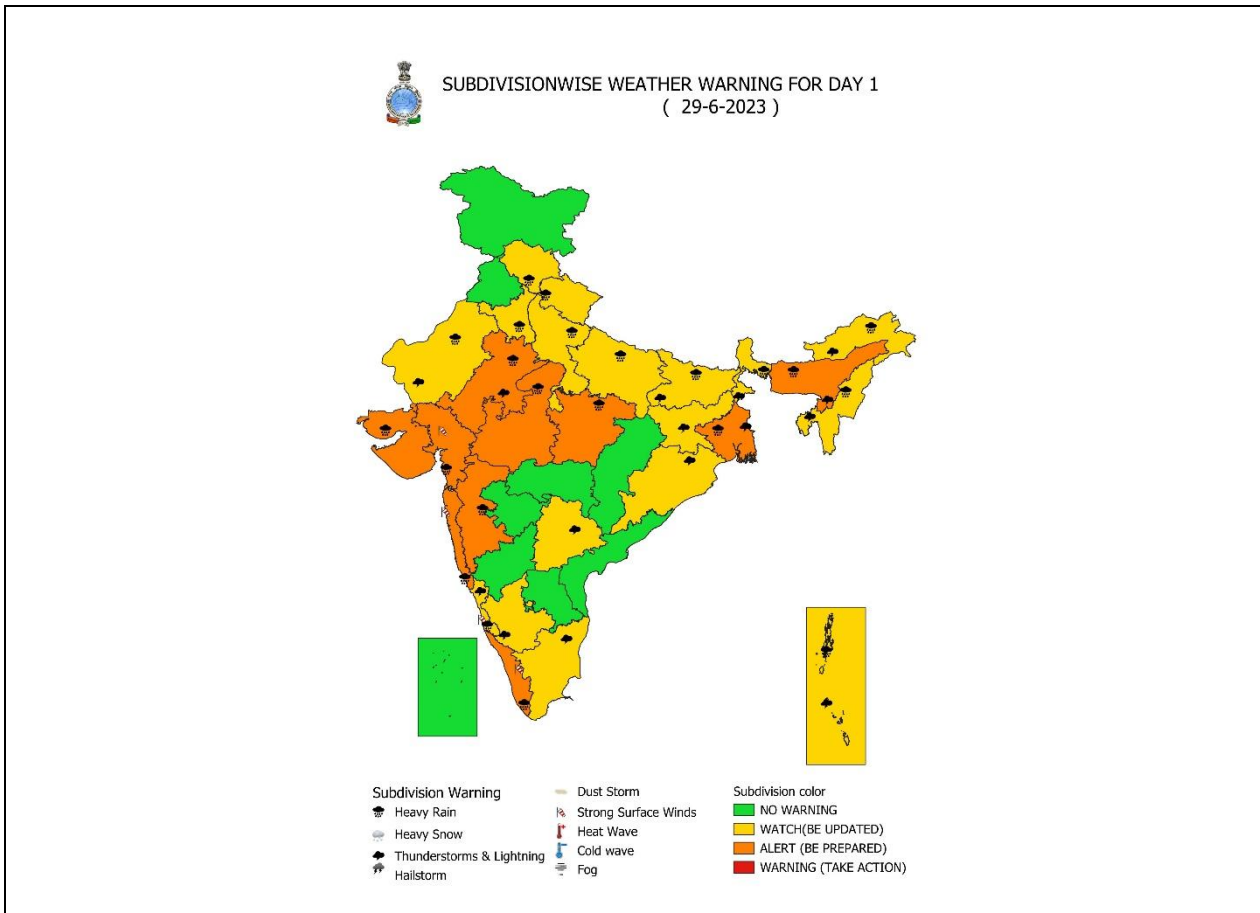 SUBDIVISIONWISE WEATHER WARNING FOR DAY 1
( 29-6-2023 )
Subdivision Warning
Heavy Rain
Heavy Snow
Thunderstorms & Lightning
Hailstorm
Dust Storm
Strong Surface Winds
Heat Wave
Cold wave
Fog
Subdivision color
NO WARNING
WATCH(BE UPDATED)
ALERT (BE PREPARED)
WARNING (TAKE ACTION)